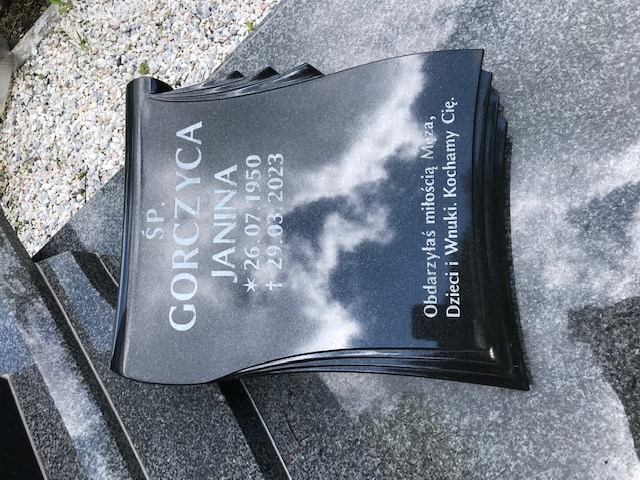 ŚP.
GORCZYCA
JANINA
★ 26.07.1950
† 29.03.2023
Obdarzyłaś miłością Męża,
Dzieci i Wnuki. Kochamy Cię.